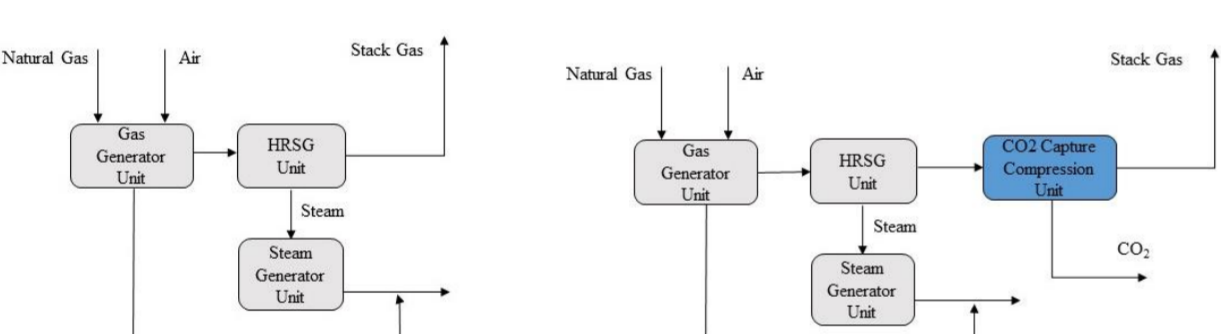 Natural Gas
Air
Stack Gas
Gas
Generator
Unit
HRSG
Unit
Steam
Steam
Generator
Unit
Natural Gas
Air
Stack Gas
Gas
Generator
Unit
HRSG
Unit
CO2 Capture
Compression
Unit
Steam
CO₂
Steam
Generator
Unit